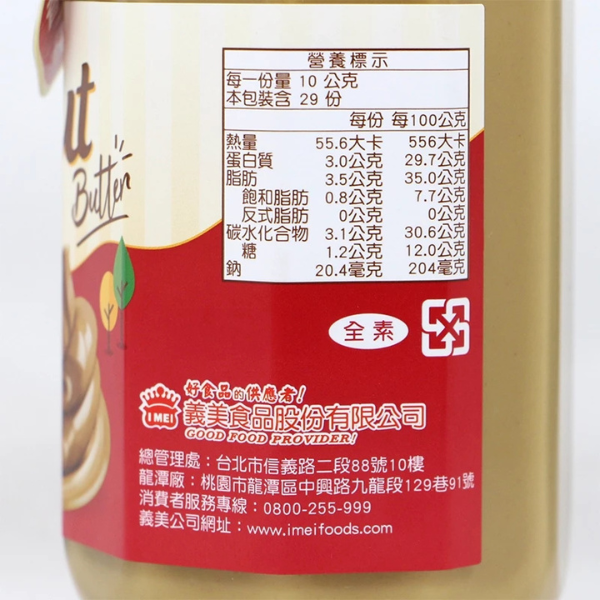 ut
Butter
營養標示
每一份量 10 公克
本包裝含 29 份
每份 每100公克
熱量 55.6大卡 556大卡
蛋白質 3.0公克 29.7公克
脂肪 3.5公克 35.0公克
飽和脂肪 0.8公克 7.7公克
反式脂肪 0公克 0公克
碳水化合物 3.1公克 30.6公克
糖 1.2公克 12.0公克
鈉 20.4毫克 204毫克
全素
好食品的供應者!
I MEI 義美食品股份有限公司
GOOD FOOD PROVIDER!
總管理處：台北市信義路二段88號10樓
龍潭廠：桃園市龍潭區中興路九龍段129巷91號
消費者服務專線：0800-255-999
義美公司網址：www.imeifoods.com